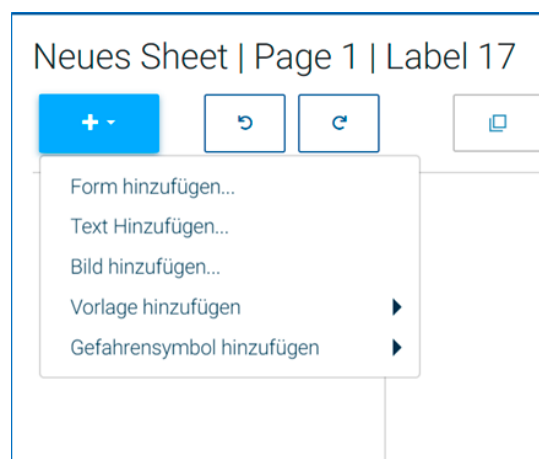 Neues Sheet | Page 1 | Label 17
Form hinzufügen...
Text Hinzufügen...
Bild hinzufügen...
Vorlage hinzufügen
Gefahrensymbol hinzufügen